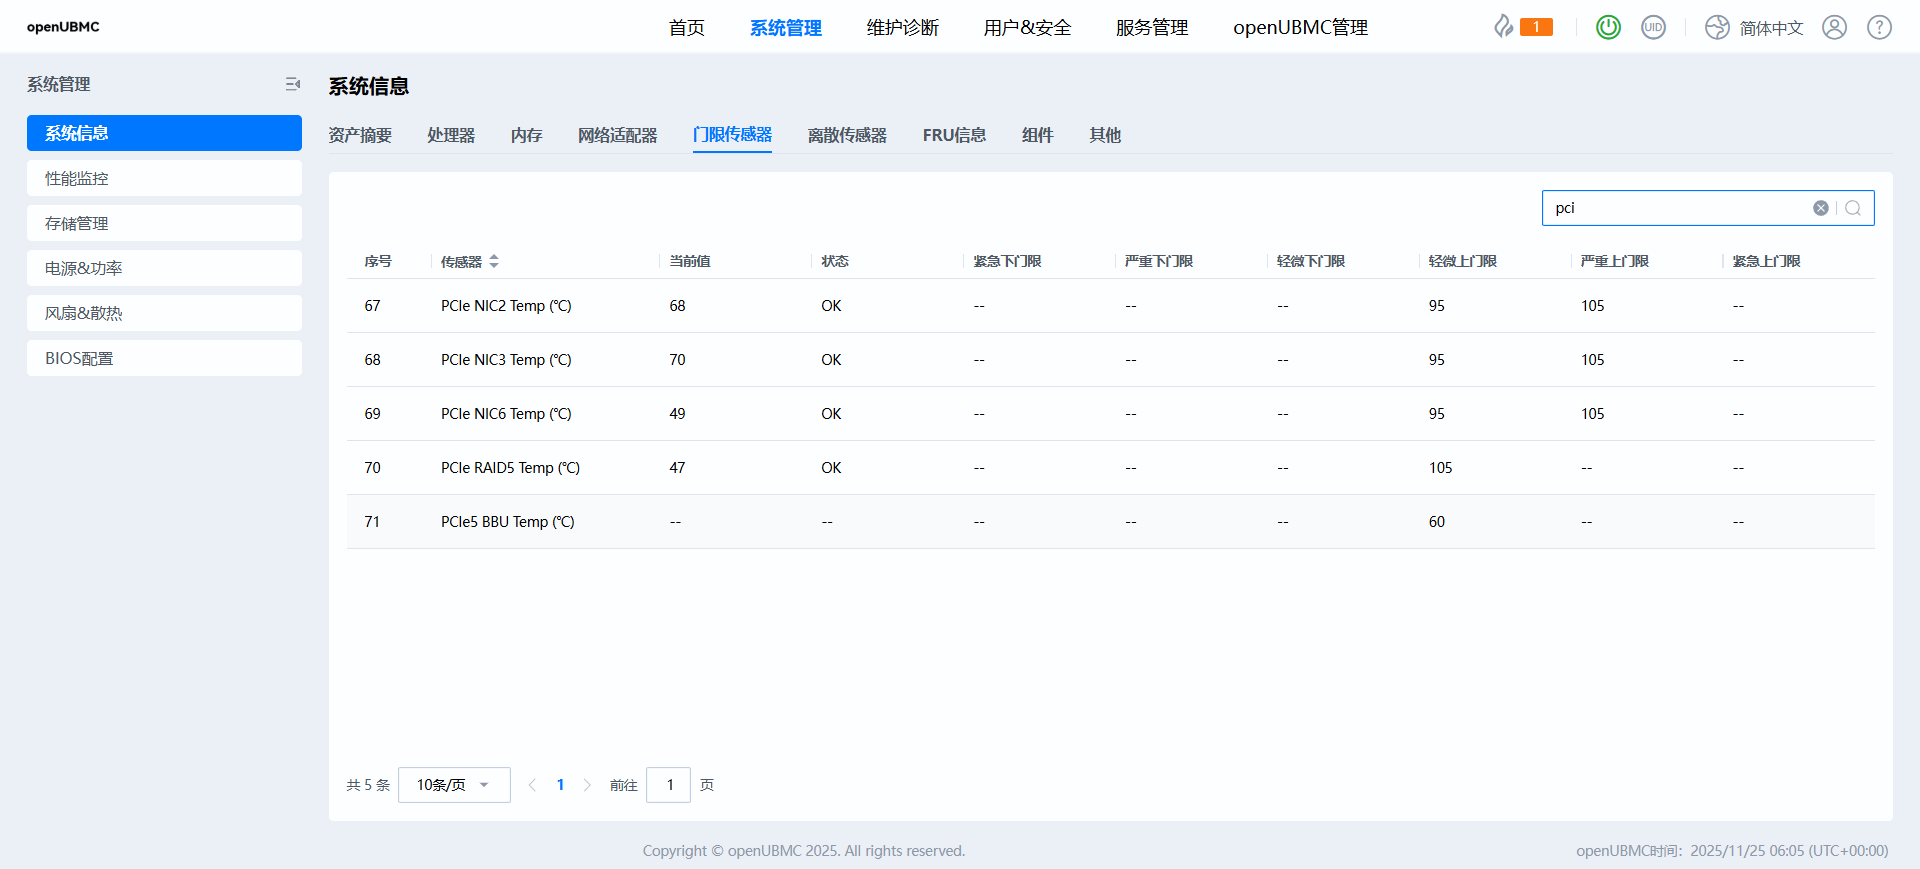 openUBMC
首页 系统管理 维护诊断 用户&安全 服务管理 openUBMC管理
1 UID 简体中文 ?
系统管理
系统信息
性能监控
存储管理
电源&功率
风扇&散热
BIOS配置
系统信息
资产摘要 处理器 内存 网络适配器 门限传感器 离散传感器 FRU信息 组件 其他
pci
序号 传感器 当前值 状态 紧急下门限 严重下门限 轻微下门限 轻微上门限 严重上门限 紧急上门限
67 PCIe NIC2 Temp (℃) 68 OK -- -- -- 95 105 --
68 PCIe NIC3 Temp (℃) 70 OK -- -- -- 95 105 --
69 PCIe NIC6 Temp (℃) 49 OK -- -- -- 95 105 --
70 PCIe RAID5 Temp (℃) 47 OK -- -- -- 105 -- --
71 PCIe5 BBU Temp (℃) -- -- -- -- -- 60 -- --
共 5 条 10条/页 1 前往 1 页
Copyright © openUBMC 2025. All rights reserved.
openUBMC时间: 2025/11/25 06:05 (UTC+00:00)